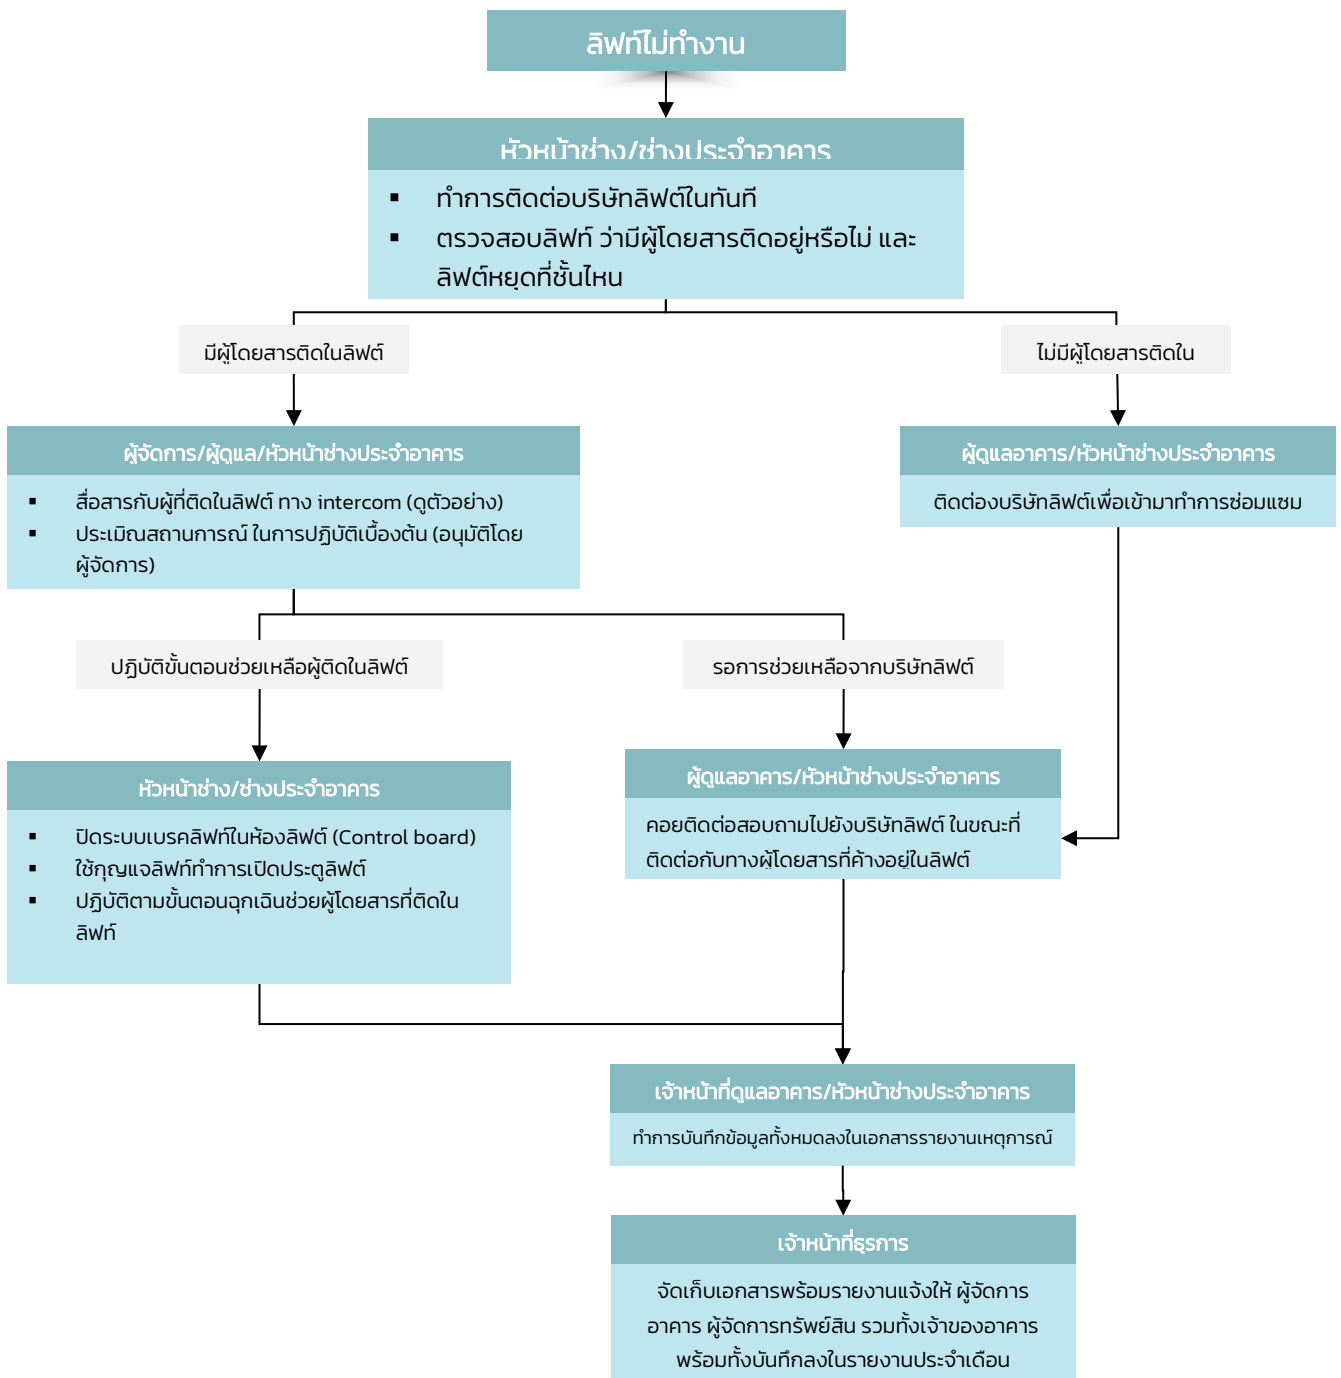 ลิฟท์ไม่ทำงาน
หัวหน้าช่าง/ช่างประจำอาคาร
▪ ทำการติดต่อบริษัทลิฟต์ในทันที
▪ ตรวจสอบลิฟท์ ว่ามีผู้โดยสารติดอยู่หรือไม่ และ
ลิฟต์หยุดที่ชั้นไหน
มีผู้โดยสารติดในลิฟต์
ไม่มีผู้โดยสารติดใน
ผู้จัดการ/ผู้ดูแล/หัวหน้าช่างประจำอาคาร
▪ สื่อสารกับผู้ที่ติดในลิฟต์ ทาง intercom (ดูตัวอย่าง)
▪ ประเมิณสถานการณ์ ในการปฏิบัติเบื้องต้น (อนุมัติโดย
ผู้จัดการ)
ผู้ดูแลอาคาร/หัวหน้าช่างประจำอาคาร
ติดต่องบริษัทลิฟต์เพื่อเข้ามาทำการซ่อมแซม
ปฏิบัติขั้นตอนช่วยเหลือผู้ติดในลิฟต์
รอการช่วยเหลือจากบริษัทลิฟต์
หัวหน้าช่าง/ช่างประจำอาคาร
▪ ปิดระบบเบรคลิฟท์ในห้องลิฟต์ (Control board)
▪ ใช้กุญแจลิฟท์ทำการเปิดประตูลิฟต์
▪ ปฏิบัติตามขั้นตอนฉุกเฉินช่วยผู้โดยสารที่ติดใน
ลิฟท์
ผู้ดูแลอาคาร/หัวหน้าช่างประจำอาคาร
คอยติดต่อสอบถามไปยังบริษัทลิฟต์ ในขณะที่
ติดต่อกับทางผู้โดยสารที่ค้างอยู่ในลิฟต์
เจ้าหน้าที่ดูแลอาคาร/หัวหน้าช่างประจำอาคาร
ทำการบันทึกข้อมูลทั้งหมดลงในเอกสารรายงานเหตุการณ์
เจ้าหน้าที่ธุรการ
จัดเก็บเอกสารพร้อมรายงานแจ้งให้ ผู้จัดการ
อาคาร ผู้จัดการทรัพย์สิน รวมทั้งเจ้าของอาคาร
พร้อมทั้งบันทึกลงในรายงานประจำเดือน